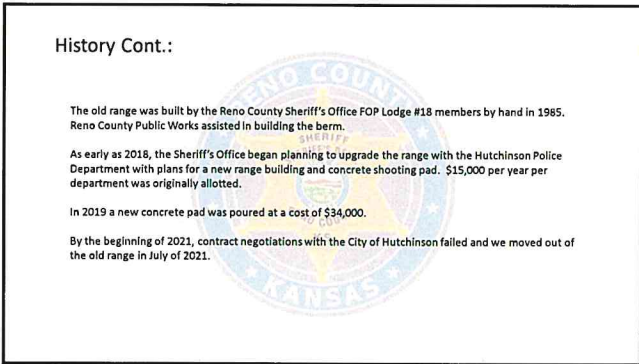 History Cont.:
The old range was built by the Reno County Sheriff's Office FOP Lodge #18 members by hand in 1985.
Reno County Public Works assisted in building the berm.
As early as 2018, the Sheriff's Office began planning to upgrade the range with the Hutchinson Police
Department with plans for a new range building and concrete shooting pad. $15,000 per year per
department was originally allotted.
In 2019 a new concrete pad was poured at a cost of $34,000.
By the beginning of 2021, contract negotiations with the City of Hutchinson failed and we moved out of
the old range in July of 2021.
RENO COUNTY
SHERIFF
KANSAS